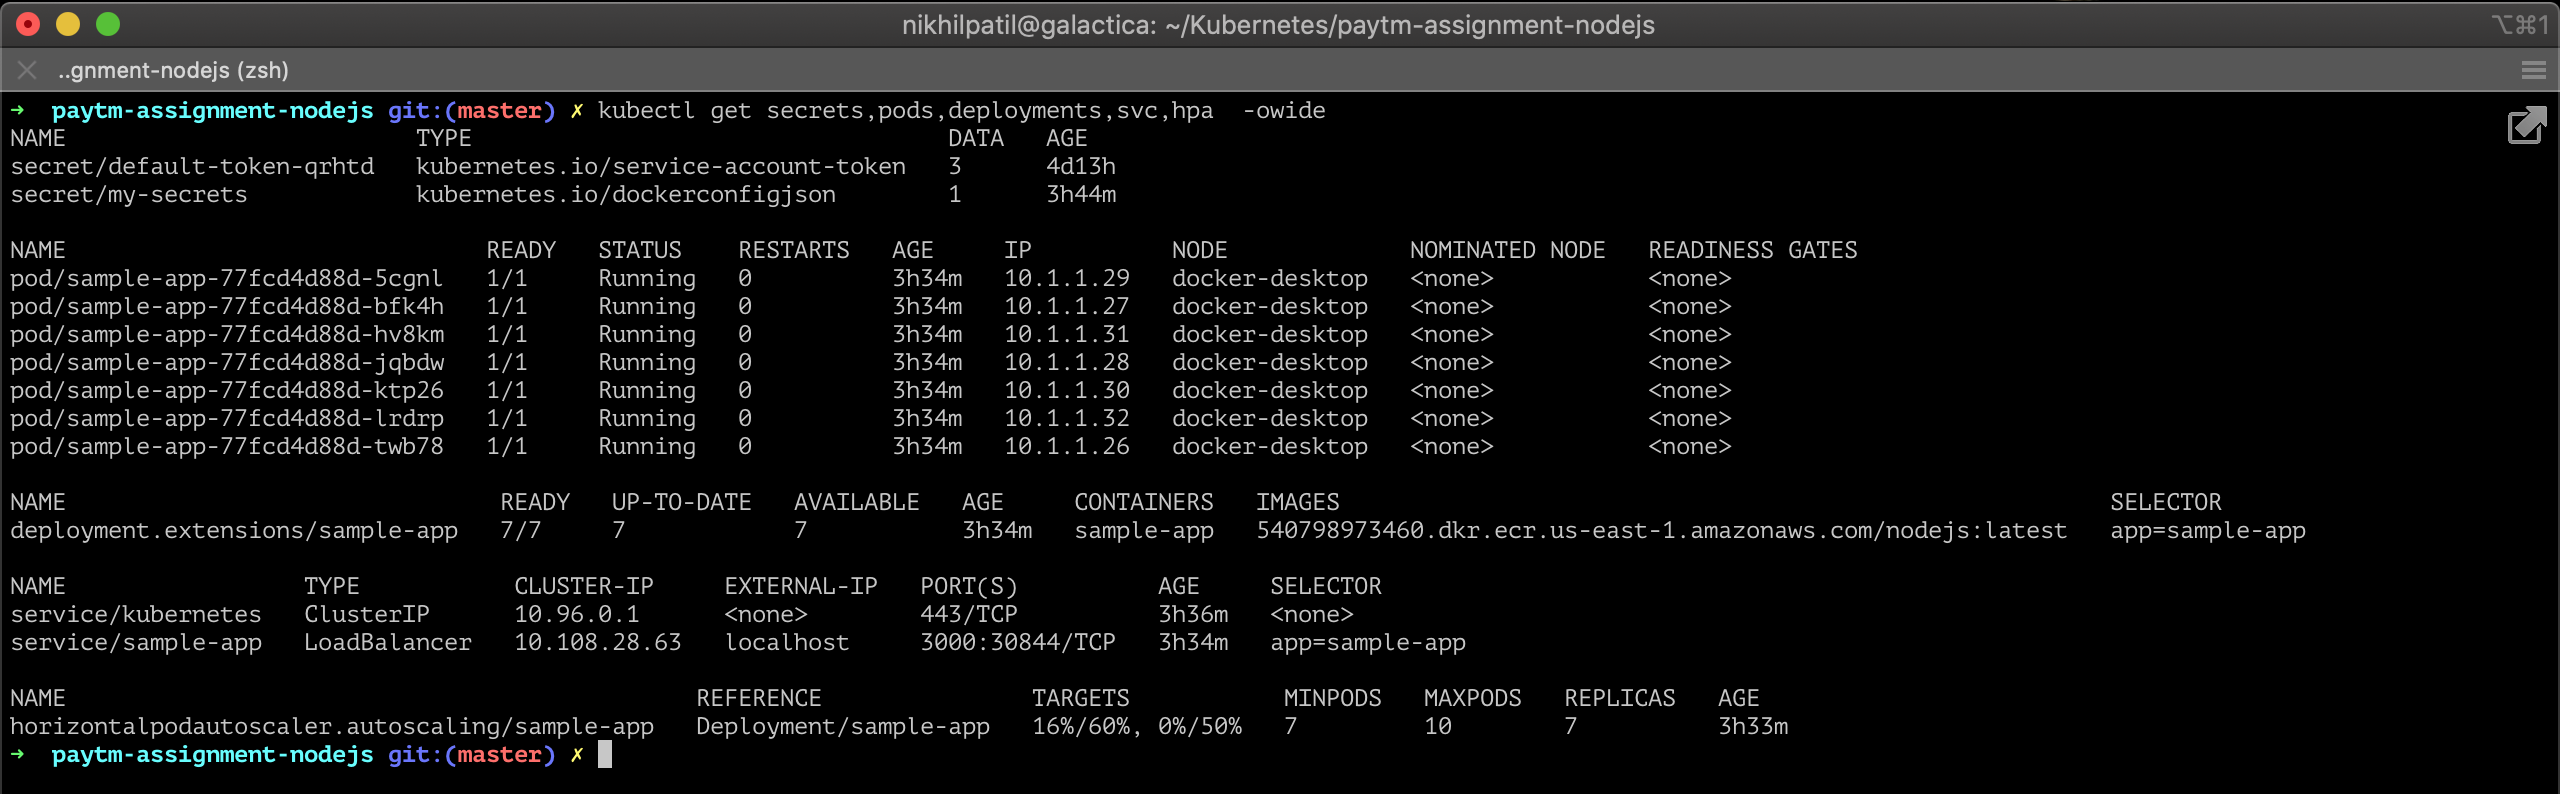 nikhilpatil@galactica: ~/Kubernetes/paytm-assignment-nodejs ⌥⌘1
..gnment-nodejs (zsh)
➜  paytm-assignment-nodejs git:(master) ✗ kubectl get secrets,pods,deployments,svc,hpa  -owide
NAME                         TYPE                                  DATA   AGE
secret/default-token-qrhtd   kubernetes.io/service-account-token   3      4d13h
secret/my-secrets            kubernetes.io/dockerconfigjson        1      3h44m

NAME                              READY   STATUS    RESTARTS   AGE     IP          NODE             NOMINATED NODE   READINESS GATES
pod/sample-app-77fcd4d88d-5cgnl   1/1     Running   0          3h34m   10.1.1.29   docker-desktop   <none>           <none>
pod/sample-app-77fcd4d88d-bfk4h   1/1     Running   0          3h34m   10.1.1.27   docker-desktop   <none>           <none>
pod/sample-app-77fcd4d88d-hv8km   1/1     Running   0          3h34m   10.1.1.31   docker-desktop   <none>           <none>
pod/sample-app-77fcd4d88d-jqbdw   1/1     Running   0          3h34m   10.1.1.28   docker-desktop   <none>           <none>
pod/sample-app-77fcd4d88d-ktp26   1/1     Running   0          3h34m   10.1.1.30   docker-desktop   <none>           <none>
pod/sample-app-77fcd4d88d-lrdrp   1/1     Running   0          3h34m   10.1.1.32   docker-desktop   <none>           <none>
pod/sample-app-77fcd4d88d-twb78   1/1     Running   0          3h34m   10.1.1.26   docker-desktop   <none>           <none>

NAME                               READY   UP-TO-DATE   AVAILABLE   AGE     CONTAINERS   IMAGES                                                       SELECTOR
deployment.extensions/sample-app   7/7     7            7           3h34m   sample-app   540798973460.dkr.ecr.us-east-1.amazonaws.com/nodejs:latest   app=sample-app

NAME                 TYPE           CLUSTER-IP     EXTERNAL-IP   PORT(S)          AGE     SELECTOR
service/kubernetes   ClusterIP      10.96.0.1      <none>        443/TCP          3h36m   <none>
service/sample-app   LoadBalancer   10.108.28.63   localhost     3000:30844/TCP   3h34m   app=sample-app

NAME                                             REFERENCE               TARGETS           MINPODS   MAXPODS   REPLICAS   AGE
horizontalpodautoscaler.autoscaling/sample-app   Deployment/sample-app   16%/60%, 0%/50%   7         10        7          3h33m
➜  paytm-assignment-nodejs git:(master) ✗